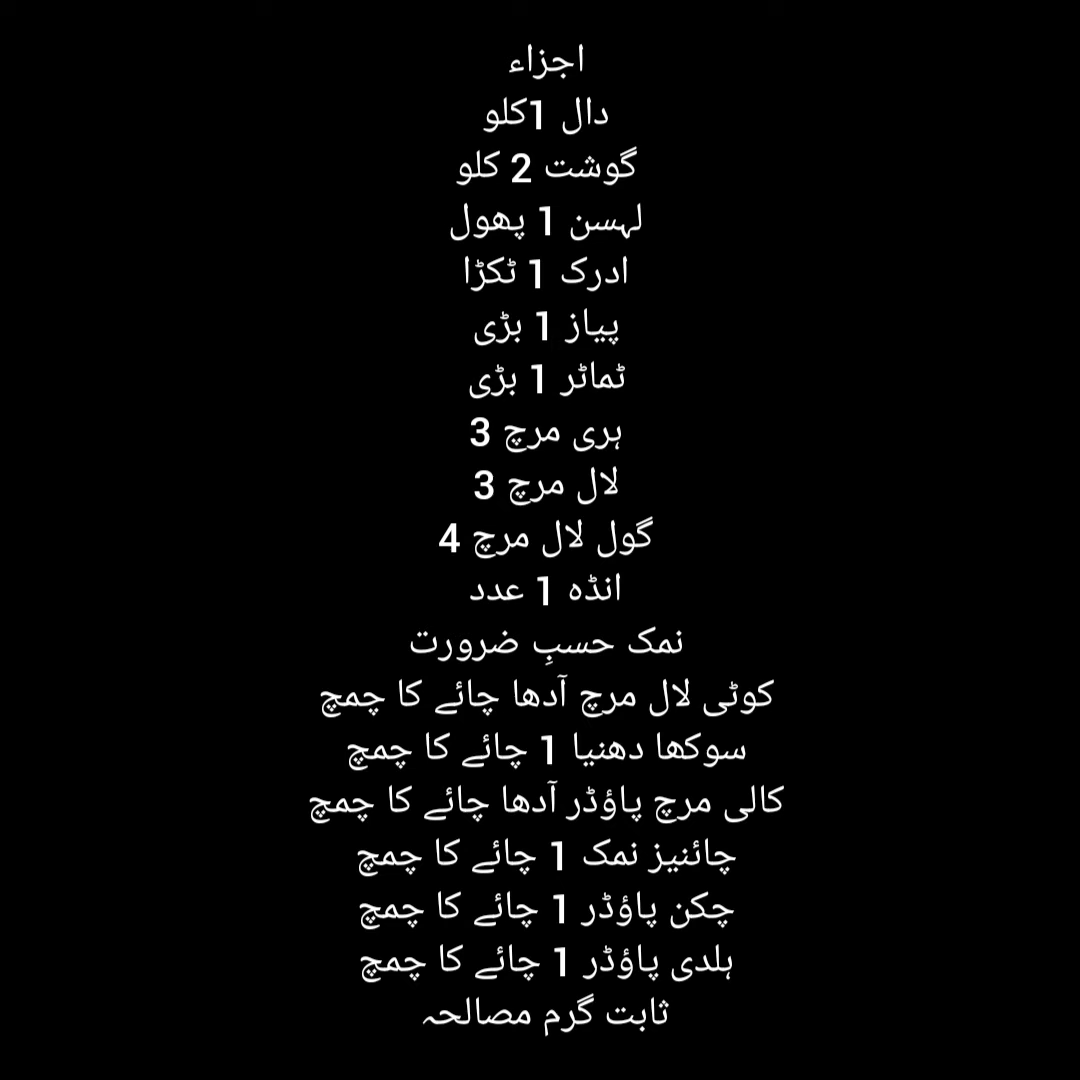 اجزاء
دال 1کلو
گوشت 2 کلو
لہسن 1 پھول
ادرک 1 ٹکڑا
پیاز 1 بڑی
ٹماٹر 1 بڑی
ہری مرچ 3
لال مرچ 3
گول لال مرچ 4
انڈہ 1 عدد
نمک حسبِ ضرورت
کوٹی لال مرچ آدھا چائے کا چمچ
سوکھا دھنیا 1 چائے کا چمچ
کالی مرچ پاؤڈر آدھا چائے کا چمچ
چائنیز نمک 1 چائے کا چمچ
چکن پاؤڈر 1 چائے کا چمچ
ہلدی پاؤڈر 1 چائے کا چمچ
ثابت گرم مصالحہ